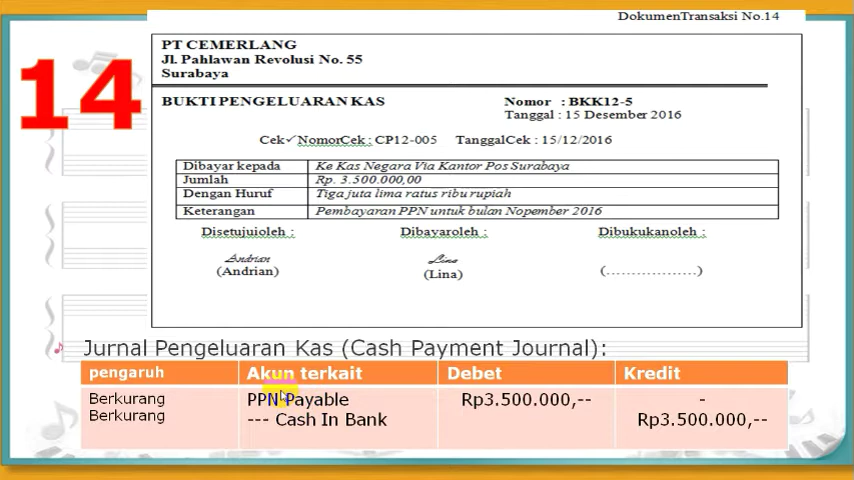 DokumenTransaksi No.14
14
PT CEMERLANG
Jl. Pahlawan Revolusi No. 55
Surabaya
BUKTI PENGELUARAN KAS
Nomor : BKK12-5
Tanggal : 15 Desember 2016
Cek✓NomorCek : CP12-005 TanggalCek : 15/12/2016
Dibayar kepada Ke Kas Negara Via Kantor Pos Surabaya
Jumlah Rp. 3.500.000,00
Dengan Huruf Tiga juta lima ratus ribu rupiah
Keterangan Pembayaran PPN untuk bulan Nopember 2016
Disetujuioleh : Dibayaroleh : Dibukukanoleh :
Andrian Lina
(Andrian) (Lina) (..................)
Jurnal Pengeluaran Kas (Cash Payment Journal):
pengaruh Akun terkait Debet Kredit
Berkurang PPN Payable Rp3.500.000,-- -
Berkurang --- Cash In Bank Rp3.500.000,--